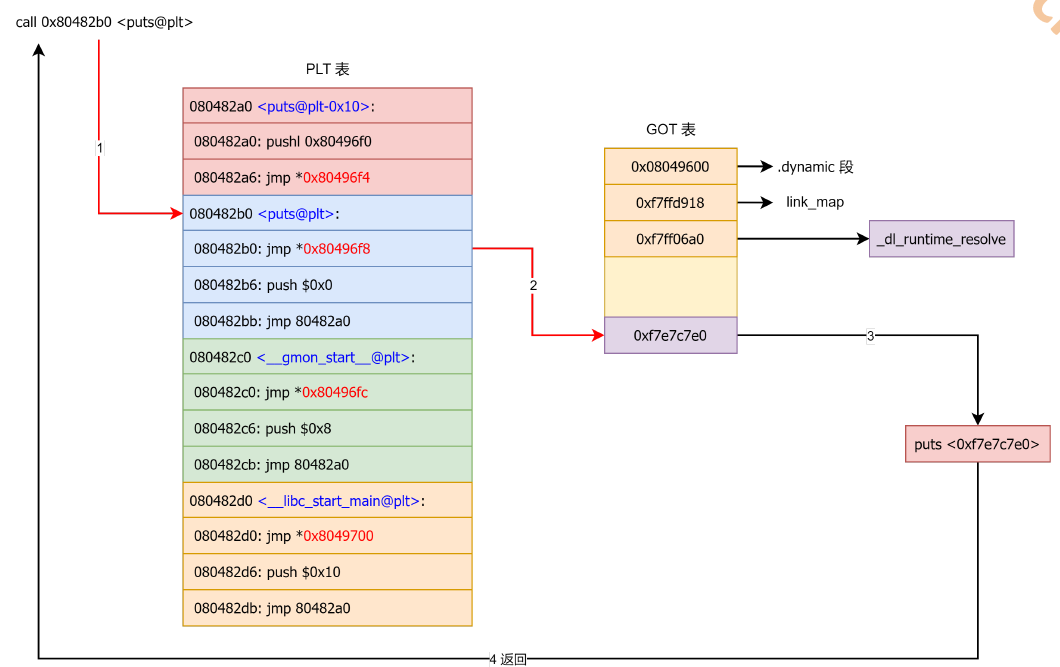 call 0x80482b0 <puts@plt>
1
PLT 表
080482a0 <puts@plt-0x10>:
080482a0: pushl 0x80496f0
080482a6: jmp *0x80496f4
080482b0 <puts@plt>:
080482b0: jmp *0x80496f8
080482b6: push $0x0
080482bb: jmp 80482a0
080482c0 <__gmon_start__@plt>:
080482c0: jmp *0x80496fc
080482c6: push $0x8
080482cb: jmp 80482a0
080482d0 <__libc_start_main@plt>:
080482d0: jmp *0x8049700
080482d6: push $0x10
080482db: jmp 80482a0
2
GOT 表
0x08049600
.dynamic 段
0xf7ffd918
link_map
0xf7ff06a0
_dl_runtime_resolve
0xf7e7c7e0
3
puts <0xf7e7c7e0>
4 返回